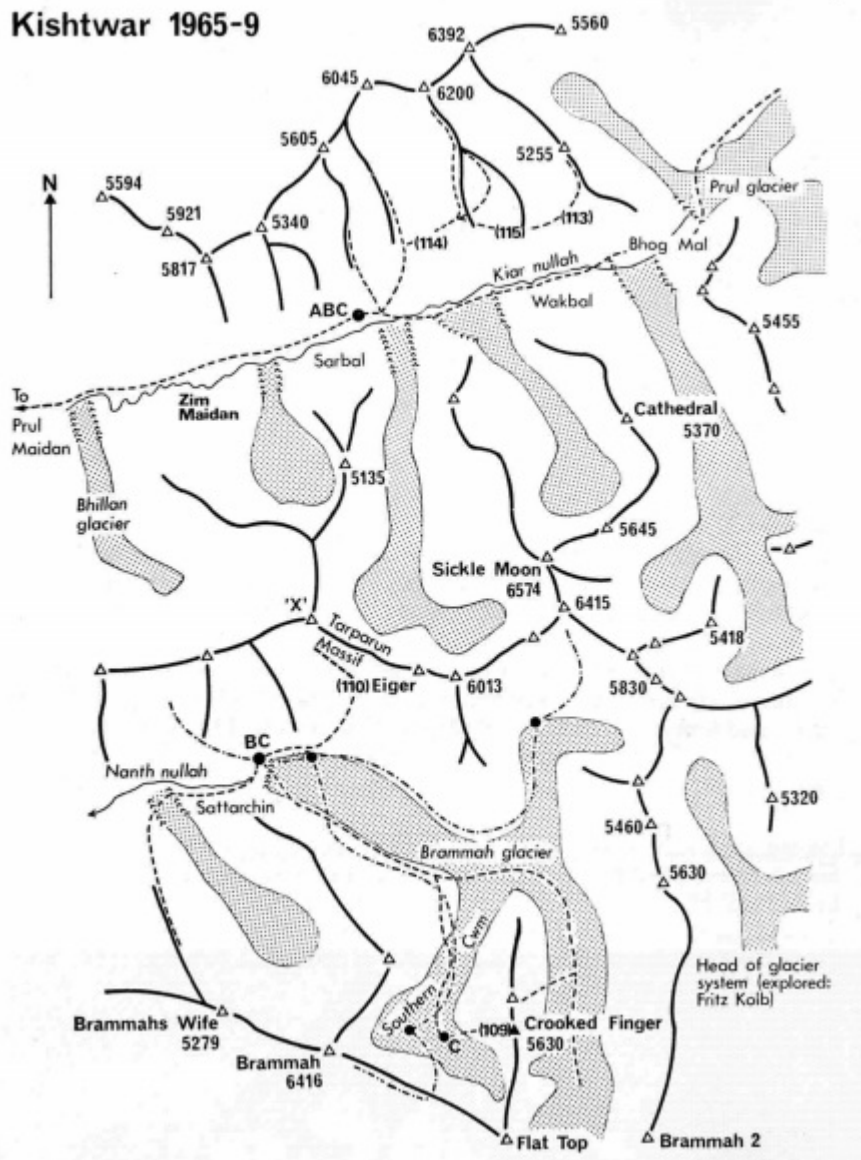 Kishtwar 1965-9
5560
6392
6045
6200
5605
5255
N
5594
Prul glacier
5921
5340
(113)
(115)
(114)
5817
Bhog Mal
Kiar nullah
ABC
Wakbal
5455
Sarbal
To
Prul
Maidan
Zim
Maidan
Cathedral
5370
5135
Bhillan
glacier
5645
Sickle Moon
6574
6415
'X'
Tarparun
Massif
5418
(110) Eiger
6013
5830
BC
Nanth nullah
Sattarchin
5320
5460
Brammah glacier
5630
Cwm
Southern
Head of glacier
system (explored:
Fritz Kolb)
Brammahs Wife
5279
(109) Crooked Finger
5630
C
Brammah
6416
Flat Top
Brammah 2